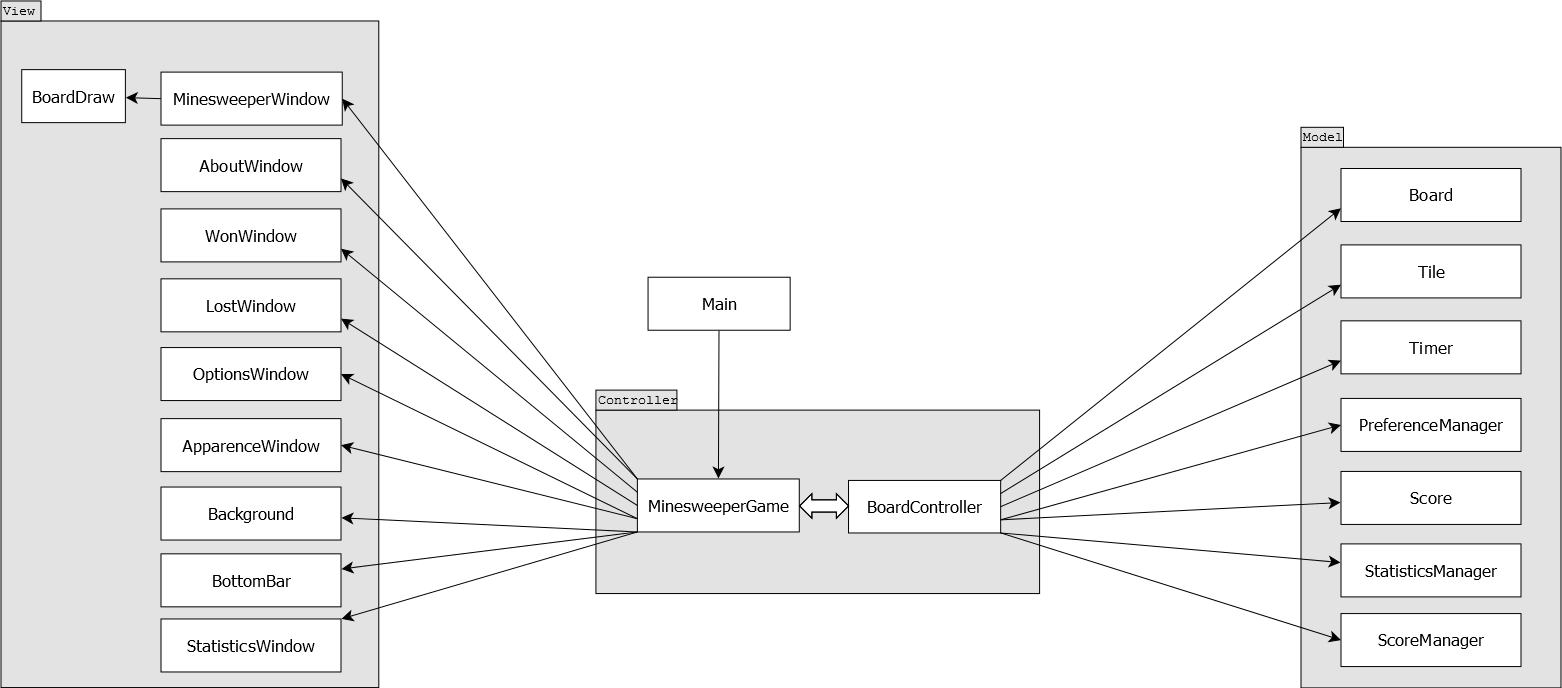 View
BoardDraw
MinesweeperWindow
AboutWindow
WonWindow
LostWindow
OptionsWindow
ApparenceWindow
Background
BottomBar
StatisticsWindow
Main
Controller
MinesweeperGame
BoardController
Model
Board
Tile
Timer
PreferenceManager
Score
StatisticsManager
ScoreManager